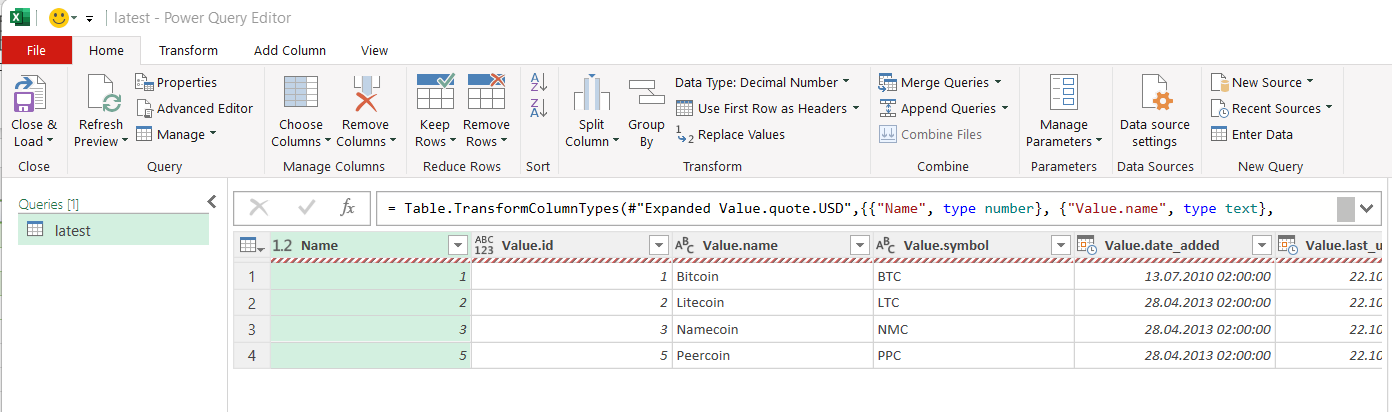 latest - Power Query Editor
File Home Transform Add Column View
Close & Load
Refresh Preview
Properties
Advanced Editor
Manage
Choose Columns
Remove Columns
Keep Rows
Remove Rows
A Z
Z A
Split Column
Group By
Data Type: Decimal Number
Use First Row as Headers
1 2 Replace Values
Merge Queries
Append Queries
Combine Files
Manage Parameters
Data source settings
New Source
Recent Sources
Enter Data
Close Query Manage Columns Reduce Rows Sort Transform Combine Parameters Data Sources New Query
Queries [1]
latest
fx = Table.TransformColumnTypes(#"Expanded Value.quote.USD",{{"Name", type number}, {"Value.name", type text},
1.2 Name ABC 123 Value.id ABC Value.name ABC Value.symbol Value.date_added Value.last_u
1 1 1 Bitcoin BTC 13.07.2010 02:00:00 22.10
2 2 2 Litecoin LTC 28.04.2013 02:00:00 22.10
3 3 3 Namecoin NMC 28.04.2013 02:00:00 22.10
4 5 5 Peercoin PPC 28.04.2013 02:00:00 22.10